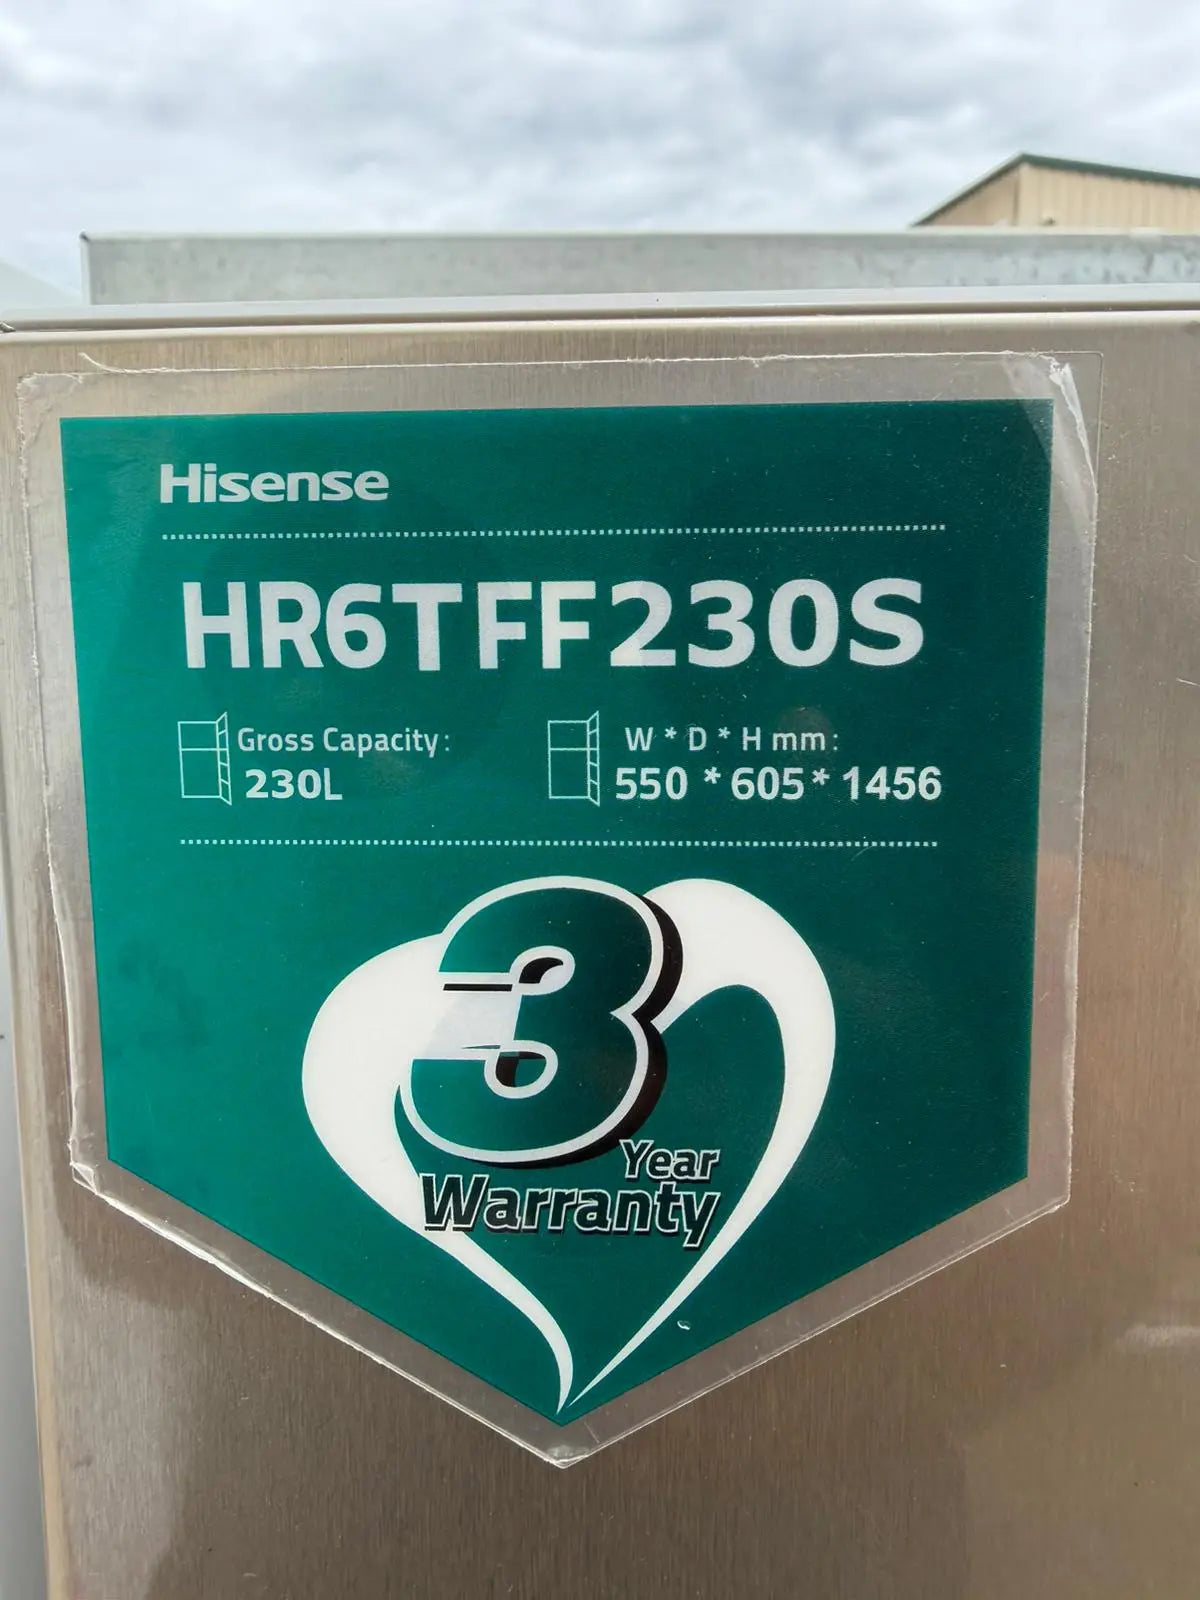 Hisense
HR6TFF230S
Gross Capacity: W * D * H mm:
230L 550 * 605 * 1456
3
Year
Warranty